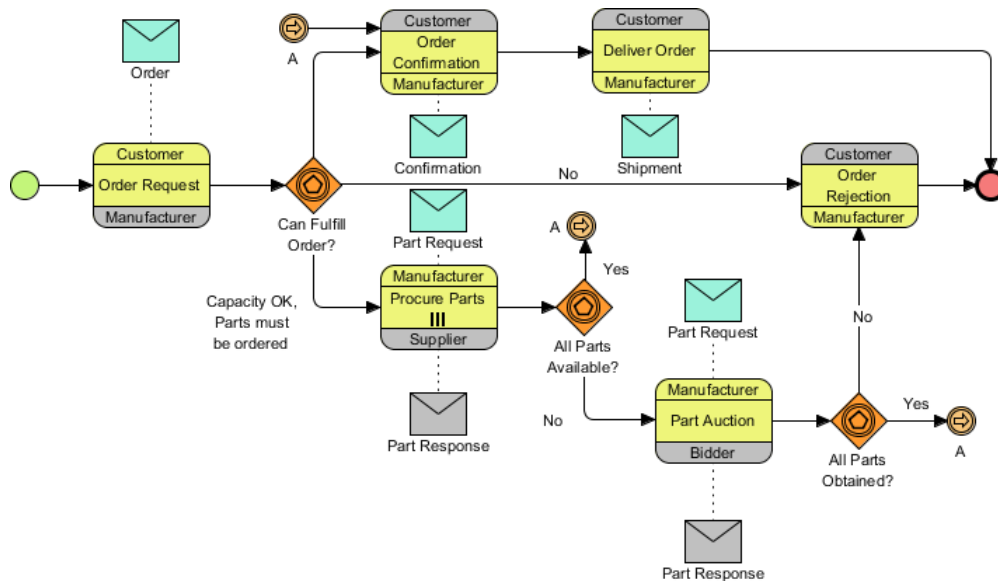 Order
Customer
Order Request
Manufacturer
A
Customer
Order
Confirmation
Manufacturer
Confirmation
Customer
Deliver Order
Manufacturer
Shipment
Can Fulfill
Order?
No
Customer
Order
Rejection
Manufacturer
Capacity OK,
Parts must
be ordered
Part Request
Manufacturer
Procure Parts
Supplier
Part Response
A
Yes
All Parts
Available?
No
Part Request
Manufacturer
Part Auction
Bidder
Part Response
No
Yes
All Parts
Obtained?
A